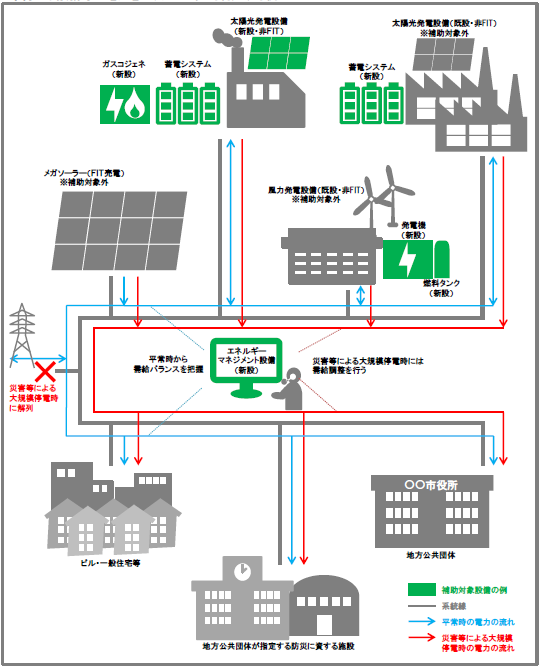 太陽光発電設備
(新設・非FIT)
太陽光発電設備(既設・非FIT)
※補助対象外
ガスコジェネ
(新設)
蓄電システム
(新設)
蓄電システム
(新設)
メガソーラー(FIT売電)
※補助対象外
風力発電設備(既設・非FIT)
※補助対象外
発電機
(新設)
燃料タンク
(新設)
平常時から
需給バランスを把握
エネルギー
マネジメント設備
(新設)
災害等による大規模停電時には
需給調整を行う
災害等による
大規模停電時
に解列
〇〇市役所
ビル・一般住宅等
地方公共団体
地方公共団体が指定する防災に資する施設
補助対象設備の例
系統線
平常時の電力の流れ
災害等による大規模
停電時の電力の流れ